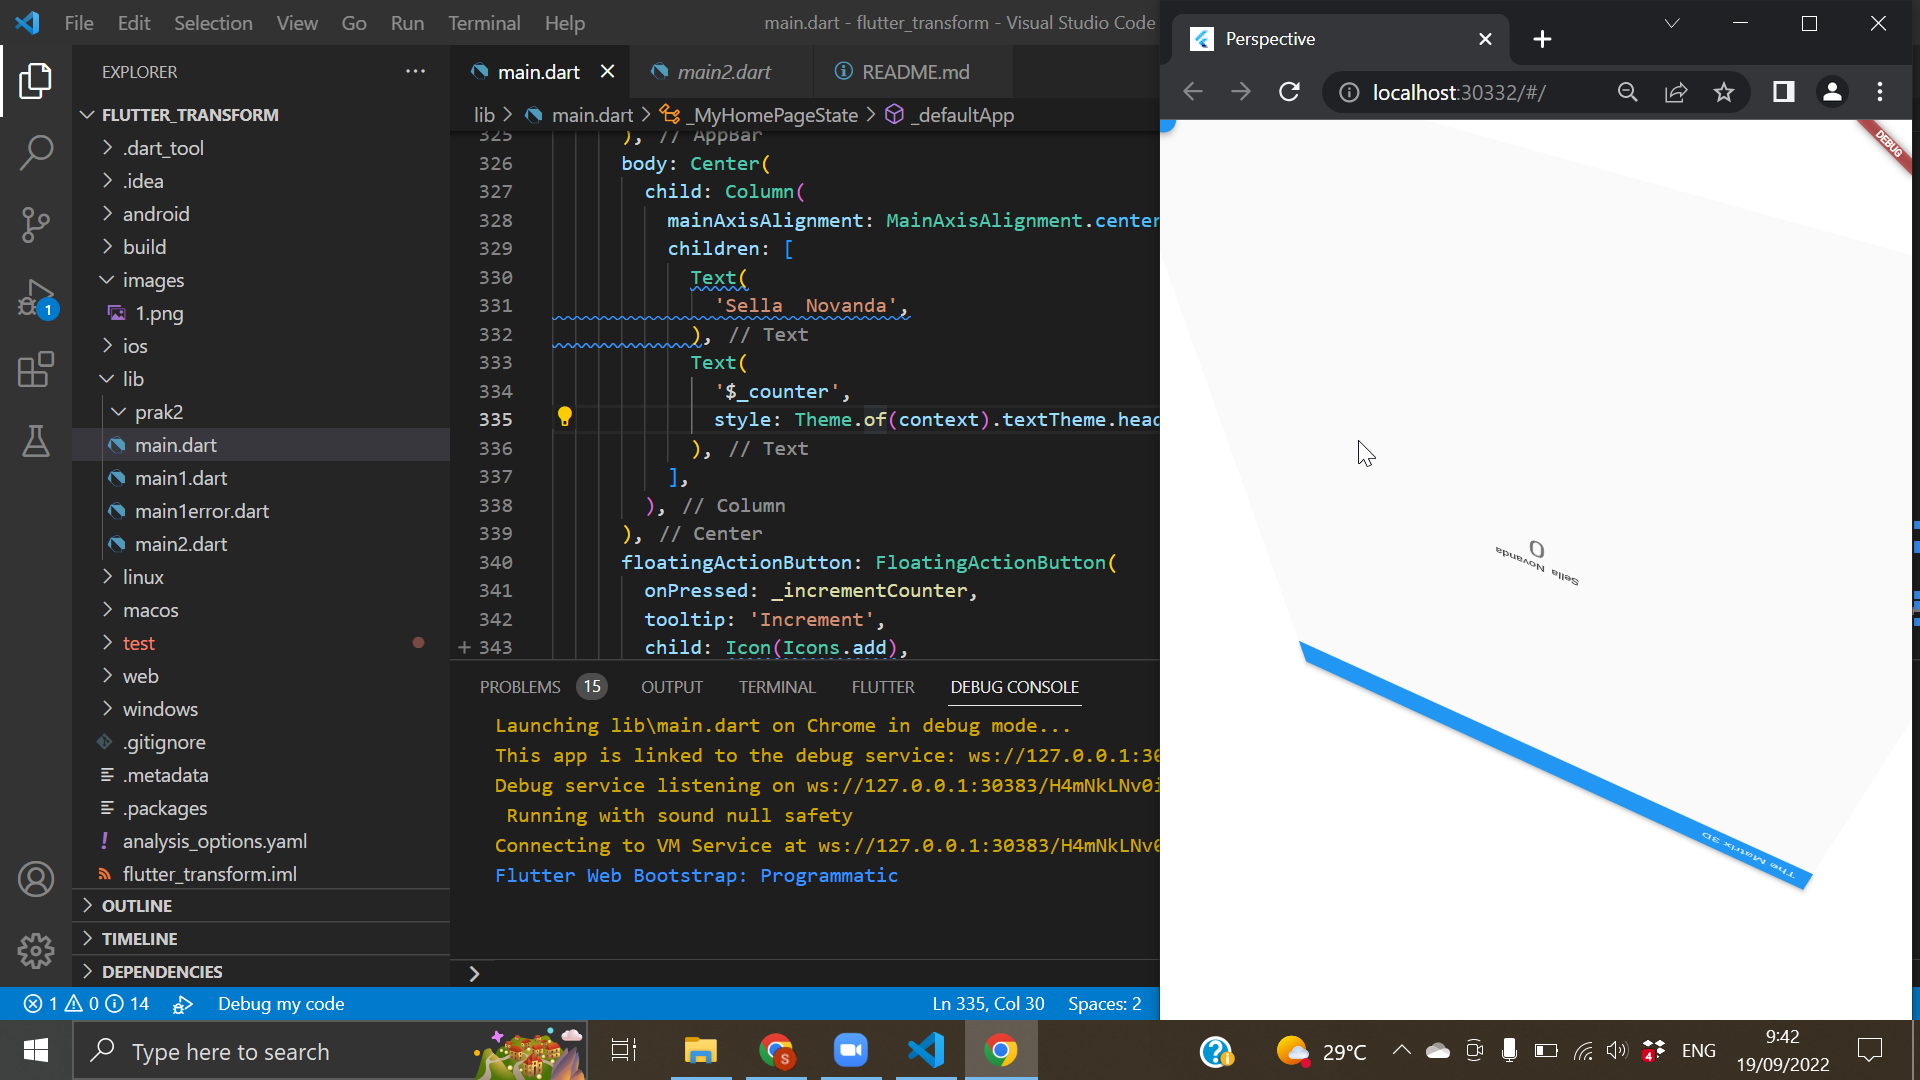 File Edit Selection View Go Run Terminal Help
main.dart - flutter_transform - Visual Studio Code
EXPLORER
FLUTTER_TRANSFORM
.dart_tool
.idea
android
build
images
1.png
ios
lib
prak2
main.dart
main1.dart
main1error.dart
main2.dart
linux
macos
test
web
windows
.gitignore
.metadata
.packages
analysis_options.yaml
flutter_transform.iml
OUTLINE
TIMELINE
DEPENDENCIES
1
main.dart main2.dart README.md
lib > main.dart > _MyHomePageState > _defaultApp
325 ), // AppBar
326 body: Center(
327 child: Column(
328 mainAxisAlignment: MainAxisAlignment.center
329 children: [
330 Text(
331 'Sella  Novanda',
332 ), // Text
333 Text(
334 '$_counter',
335 style: Theme.of(context).textTheme.head
336 ), // Text
337 ],
338 ), // Column
339 ), // Center
340 floatingActionButton: FloatingActionButton(
341 onPressed: _incrementCounter,
342 tooltip: 'Increment',
343 child: Icon(Icons.add),
PROBLEMS 15 OUTPUT TERMINAL FLUTTER DEBUG CONSOLE
Launching lib\main.dart on Chrome in debug mode...
This app is linked to the debug service: ws://127.0.0.1:30
Debug service listening on ws://127.0.0.1:30383/H4mNkLNv0i
Running with sound null safety
Connecting to VM Service at ws://127.0.0.1:30383/H4mNkLNv0
Flutter Web Bootstrap: Programmatic
1 0 14 Debug my code Ln 335, Col 30 Spaces: 2
Perspective
localhost:30332/#/
DEBUG
0
Sella Novanda
The Matrix 3D
Type here to search
S
29°C
4
ENG
9:42
19/09/2022